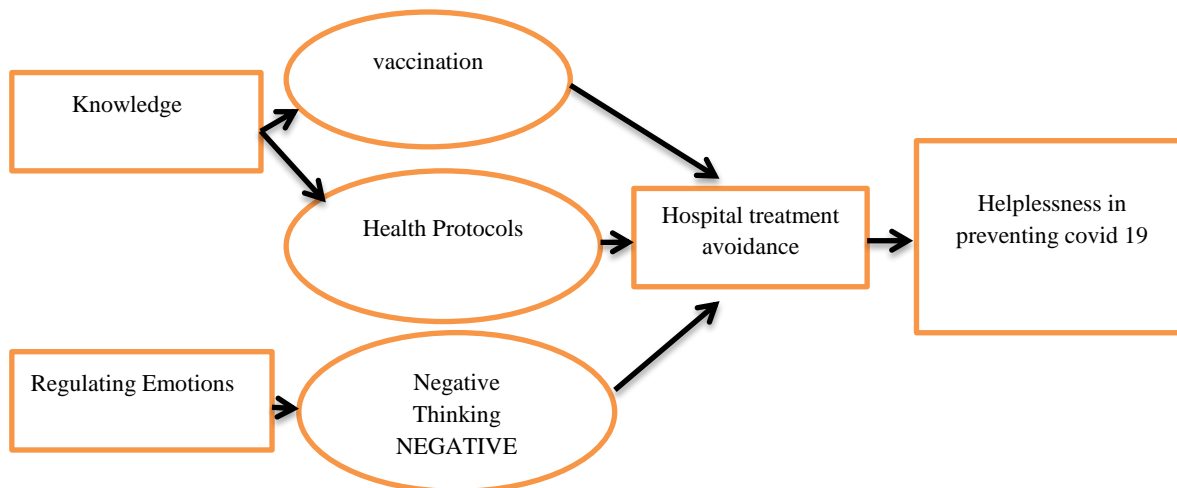 vaccination
Knowledge
Health Protocols
Hospital treatment
avoidance
Helplessness in
preventing covid 19
Regulating Emotions
Negative
Thinking
NEGATIVE